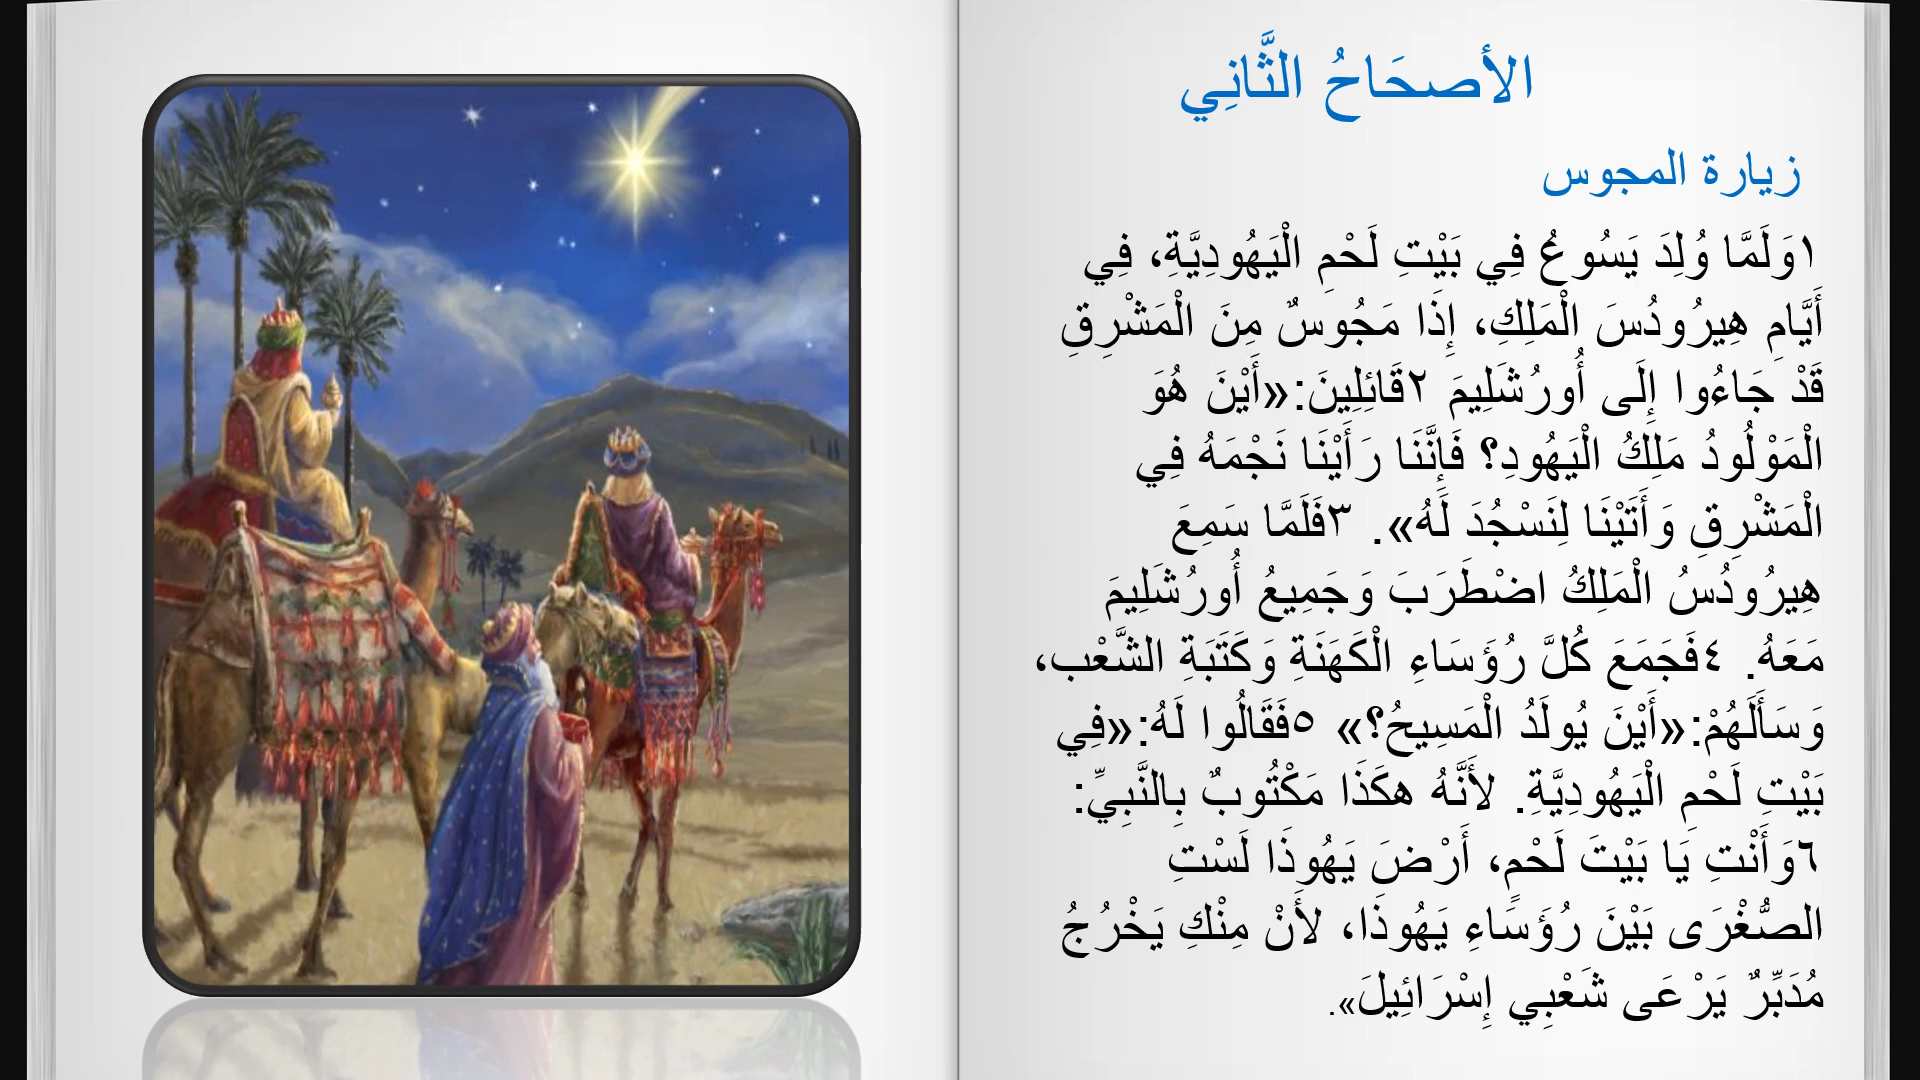 الأصحَاحُ الثَّانِي
زيارة المجوس
١وَلَمَّا وُلِدَ يَسُوعُ فِي بَيْتِ لَحْمِ الْيَهُودِيَّةِ، فِي
أَيَّامِ هِيرُودُسَ الْمَلِكِ، إِذَا مَجُوسٌ مِنَ الْمَشْرِقِ
قَدْ جَاءُوا إِلَى أُورُشَلِيمَ ٢قَائِلِينَ:«أَيْنَ هُوَ
الْمَوْلُودُ مَلِكُ الْيَهُودِ؟ فَإِنَّنَا رَأَيْنَا نَجْمَهُ فِي
الْمَشْرِقِ وَأَتَيْنَا لِنَسْجُدَ لَهُ». ٣فَلَمَّا سَمِعَ
هِيرُودُسُ الْمَلِكُ اضْطَرَبَ وَجَمِيعُ أُورُشَلِيمَ
مَعَهُ. ٤فَجَمَعَ كُلَّ رُؤَسَاءِ الْكَهَنَةِ وَكَتَبَةِ الشَّعْب،
وَسَأَلَهُمْ:«أَيْنَ يُولَدُ الْمَسِيحُ؟» ٥فَقَالُوا لَهُ:«فِي
بَيْتِ لَحْمِ الْيَهُودِيَّةِ. لأَنَّهُ هكَذَا مَكْتُوبٌ بِالنَّبِيِّ:
٦وَأَنْتِ يَا بَيْتَ لَحْمٍ، أَرْضَ يَهُوذَا لَسْتِ
الصُّغْرَى بَيْنَ رُؤَسَاءِ يَهُوذَا، لأَنْ مِنْكِ يَخْرُجُ
مُدَبِّرٌ يَرْعَى شَعْبِي إِسْرَائِيلَ».